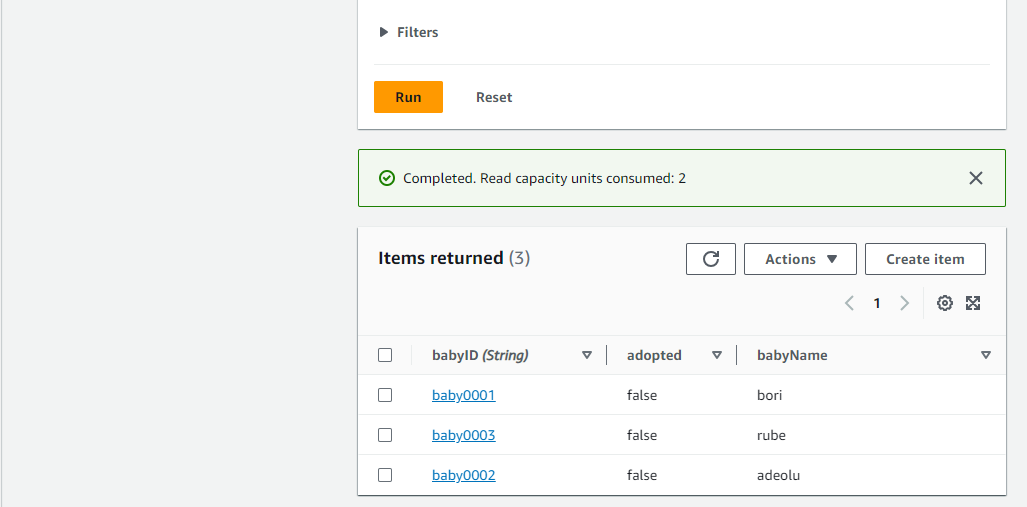 Filters
Run Reset
Completed. Read capacity units consumed: 2
Items returned (3)
Actions Create item
1
babyID (String) adopted babyName
baby0001 false bori
baby0003 false rube
baby0002 false adeolu